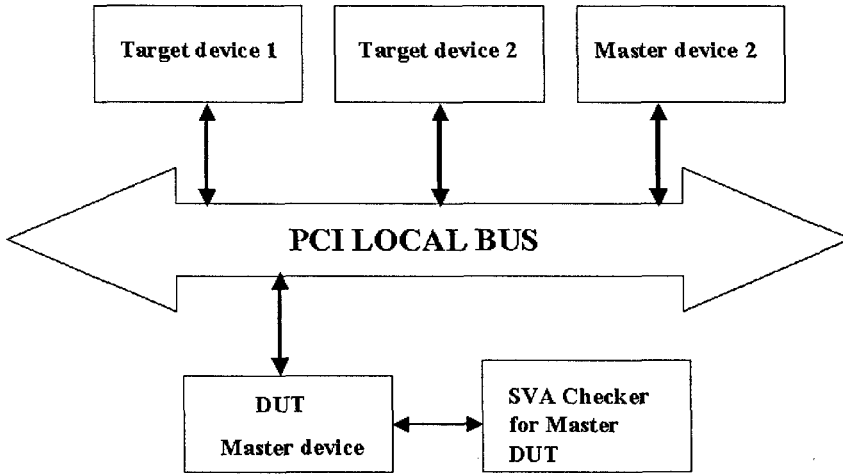 Target device 1
Target device 2
Master device 2
PCI LOCAL BUS
DUT
Master device
SVA Checker
for Master
DUT